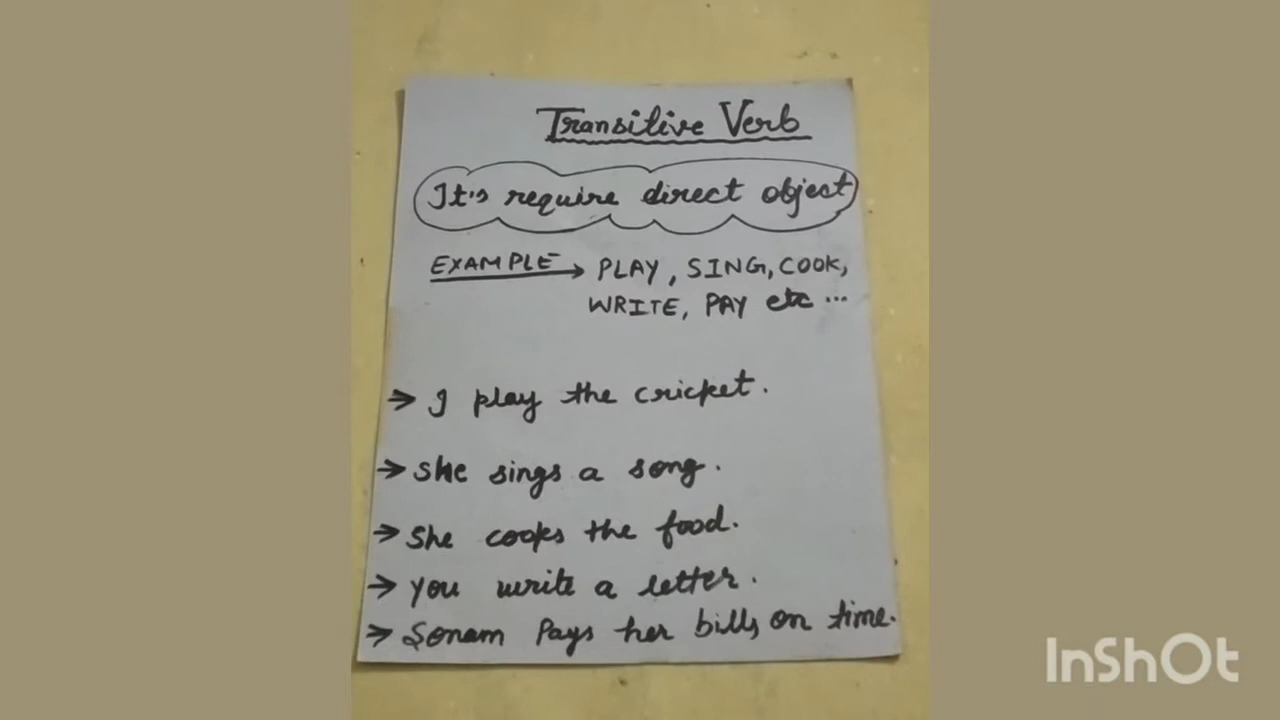 Transitive Verb
It's require direct object
EXAMPLE → PLAY, SING, COOK,
WRITE, PAY etc ...
→ I play the cricket.
→ She sings a song.
→ She cooks the food.
→ You write a letter.
→ Sonam Pays her bills on time.
InShOt